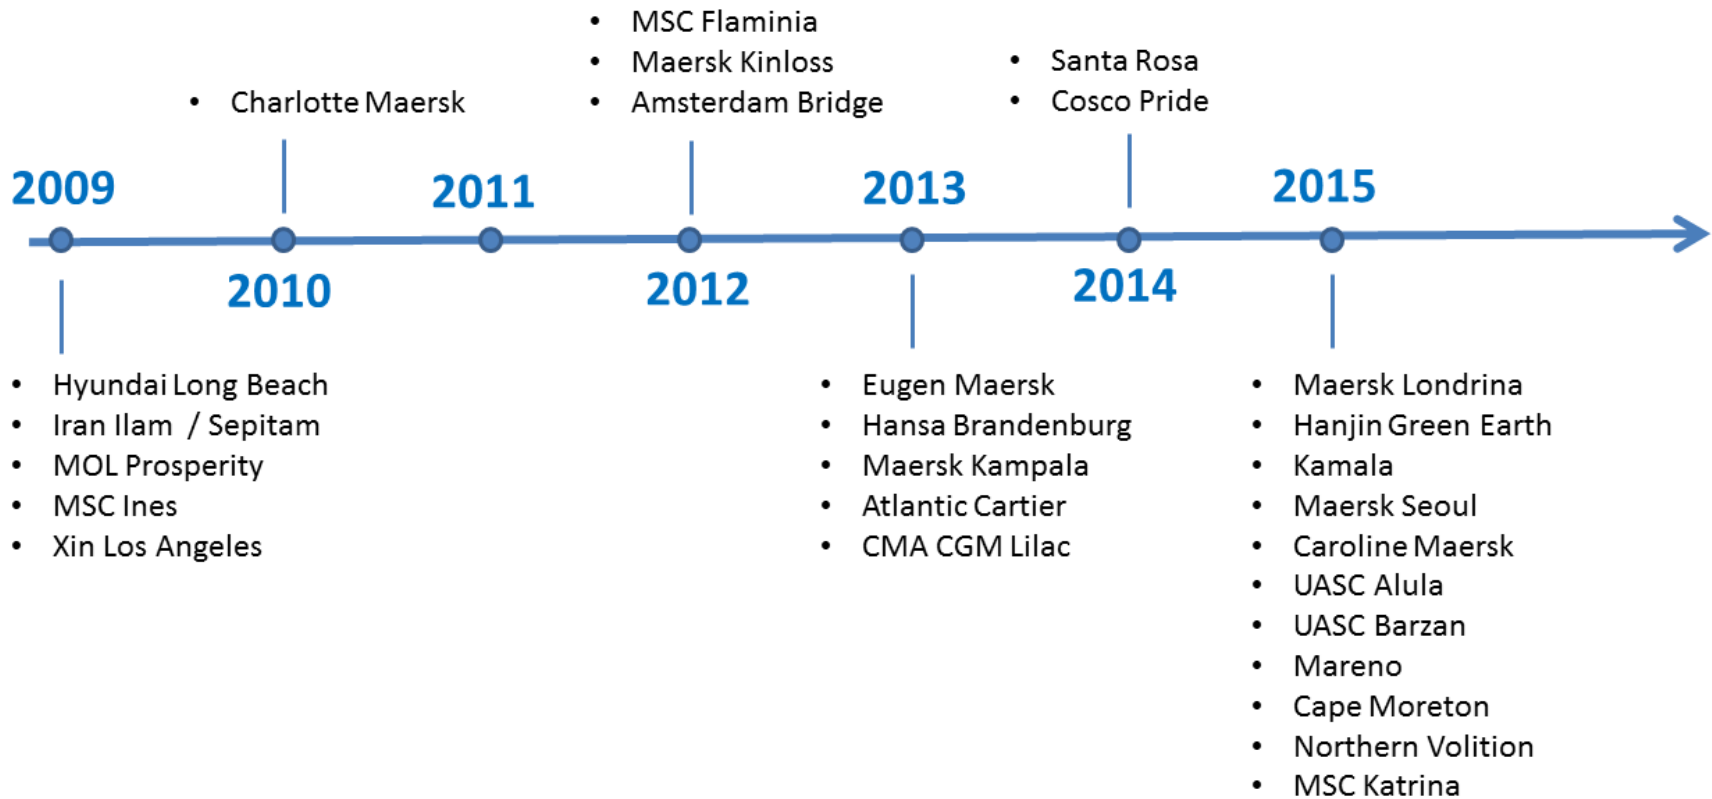 • MSC Flaminia
• Maersk Kinloss
• Amsterdam Bridge
• Santa Rosa
• Cosco Pride
• Charlotte Maersk
2009
2011
2013
2015
2010
2012
2014
• Hyundai Long Beach
• Iran Ilam / Sepitam
• MOL Prosperity
• MSC Ines
• Xin Los Angeles
• Eugen Maersk
• Hansa Brandenburg
• Maersk Kampala
• Atlantic Cartier
• CMA CGM Lilac
• Maersk Londrina
• Hanjin Green Earth
• Kamala
• Maersk Seoul
• Caroline Maersk
• UASC Alula
• UASC Barzan
• Mareno
• Cape Moreton
• Northern Volition
• MSC Katrina